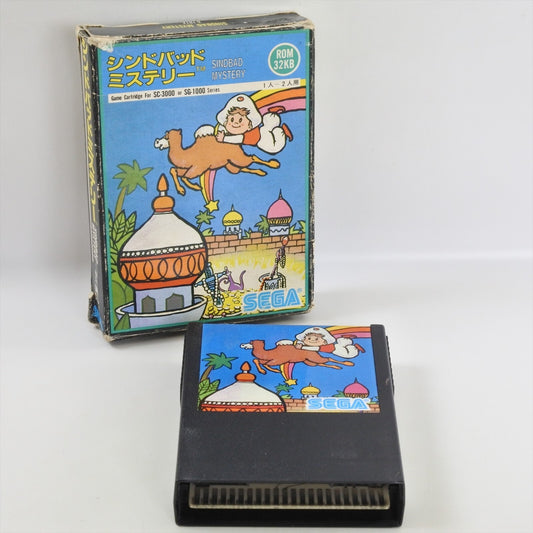 シンドバッド
ミステリー
SINDBAD
MYSTERY
ROM
32KB
Game Cartridge For SC-3000 or SG-1000 Series
1人〜2人用
SEGA®
SEGA